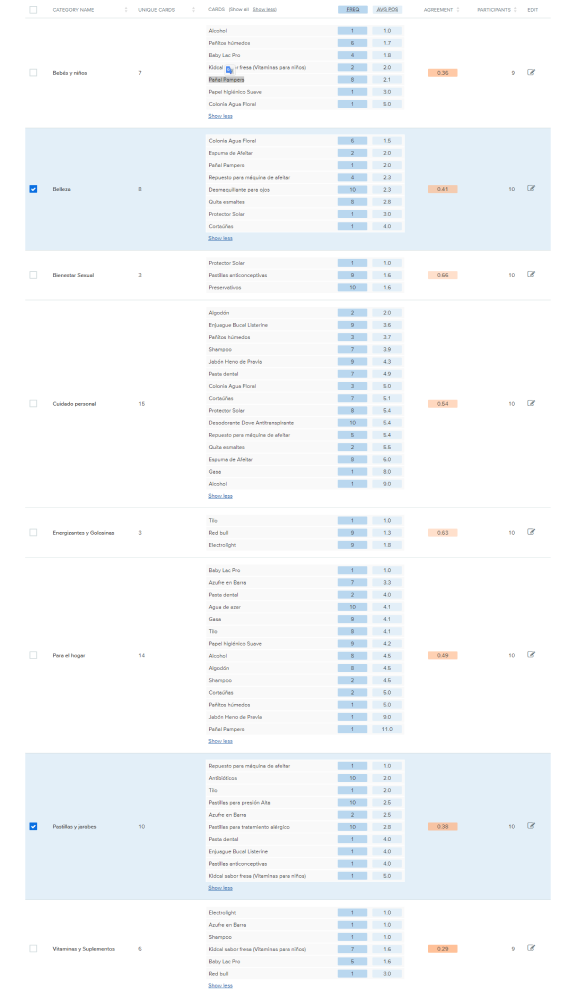 CATEGORY NAME UNIQUE CARDS CARDS (Show all Show less) FREQ AVG POS AGREEMENT PARTICIPANTS EDIT
Alcohol 1 1.0
Pañitos húmedos 6 1.7
Baby Lac Pro 4 1.8
Kidcal fresa (Vitaminas para niños) 2 2.0
Bebés y niños 7 Pañal Pampers 8 2.1 0.36 9
Papel higiénico Suave 1 3.0
Colonia Agua Floral 1 5.0
Show less
Colonia Agua Floral 6 1.5
Espuma de Afeitar 2 2.0
Pañal Pampers 1 2.0
Repuesto para máquina de afeitar 4 2.3
Belleza 8 Desmaquillante para ojos 10 2.3 0.41 10
Quita esmaltes 8 2.8
Protector Solar 1 3.0
Cortaúñas 1 4.0
Show less
Protector Solar 1 1.0
Bienestar Sexual 3 Pastillas anticonceptivas 9 1.6 0.66 10
Preservativos 10 1.6
Algodón 2 2.0
Enjuague Bucal Listerine 9 3.6
Pañitos húmedos 3 3.7
Shampoo 7 3.9
Jabón Heno de Pravia 9 4.3
Pasta dental 7 4.9
Colonia Agua Floral 3 5.0
Cuidado personal 15 Cortaúñas 7 5.1 0.54 10
Protector Solar 8 5.4
Desodorante Dove Antitranspirante 10 5.4
Repuesto para máquina de afeitar 5 5.4
Quita esmaltes 2 5.5
Espuma de Afeitar 8 6.0
Gasa 1 8.0
Alcohol 1 9.0
Show less
Tilo 1 1.0
Energizantes y Golosinas 3 Red bull 9 1.3 0.63 10
Electrolight 9 1.8
Baby Lac Pro 1 1.0
Azufre en Barra 7 3.3
Pasta dental 2 4.0
Agua de azar 10 4.1
Gasa 9 4.1
Tilo 8 4.1
Papel higiénico Suave 9 4.2
Para el hogar 14 Alcohol 8 4.5 0.49 10
Algodón 8 4.5
Shampoo 2 4.5
Cortaúñas 2 5.0
Pañitos húmedos 1 5.0
Jabón Heno de Pravia 1 9.0
Pañal Pampers 1 11.0
Show less
Repuesto para máquina de afeitar 1 1.0
Antibióticos 10 2.0
Tilo 1 2.0
Pastillas para presión Alta 10 2.5
Azufre en Barra 2 2.5
Pastillas y jarabes 10 Pastillas para tratamiento alérgico 10 2.8 0.38 10
Pasta dental 1 4.0
Enjuague Bucal Listerine 1 4.0
Pastillas anticonceptivas 1 4.0
Kidcal sabor fresa (Vitaminas para niños) 1 5.0
Show less
Electrolight 1 1.0
Azufre en Barra 1 1.0
Shampoo 1 1.0
Vitaminas y Suplementos 6 Kidcal sabor fresa (Vitaminas para niños) 7 1.6 0.29 9
Baby Lac Pro 5 1.6
Red bull 1 3.0
Show less